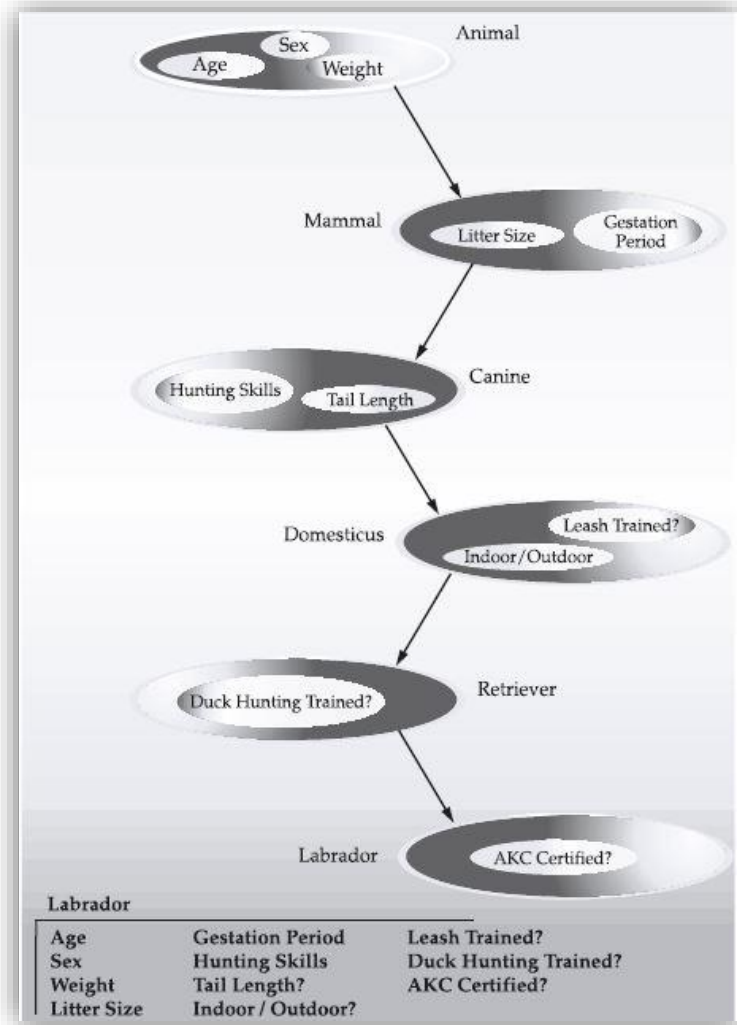 Animal
Sex
Age
Weight
Mammal
Litter Size
Gestation
Period
Canine
Hunting Skills
Tail Length
Domesticus
Leash Trained?
Indoor/Outdoor
Retriever
Duck Hunting Trained?
Labrador
AKC Certified?
Labrador
Age Gestation Period Leash Trained?
Sex Hunting Skills Duck Hunting Trained?
Weight Tail Length? AKC Certified?
Litter Size Indoor / Outdoor?